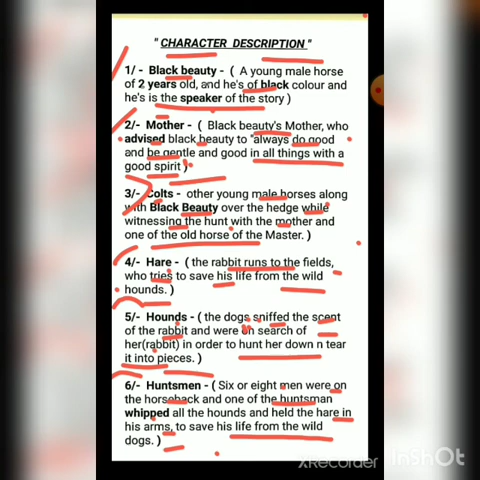 " CHARACTER DESCRIPTION "
1/- Black beauty - ( A young male horse
of 2 years old, and he's of black colour and
he's is the speaker of the story )
2/- Mother - ( Black beauty's Mother, who
advised black beauty to "always do good
and be gentle and good in all things with a
good spirit )
3/- Colts - other young male horses along
with Black Beauty over the hedge while
witnessing the hunt with the mother and
one of the old horse of the Master. )
4/- Hare - ( the rabbit runs to the fields,
who tries to save his life from the wild
hounds. )
5/- Hounds - ( the dogs sniffed the scent
of the rabbit and were on search of
her(rabbit) in order to hunt her down n tear
it into pieces. )
6/- Huntsmen - ( Six or eight men were on
the horseback and one of the huntsman
whipped all the hounds and held the hare in
his arms, to save his life from the wild
dogs. )
XRecorder
InShOt